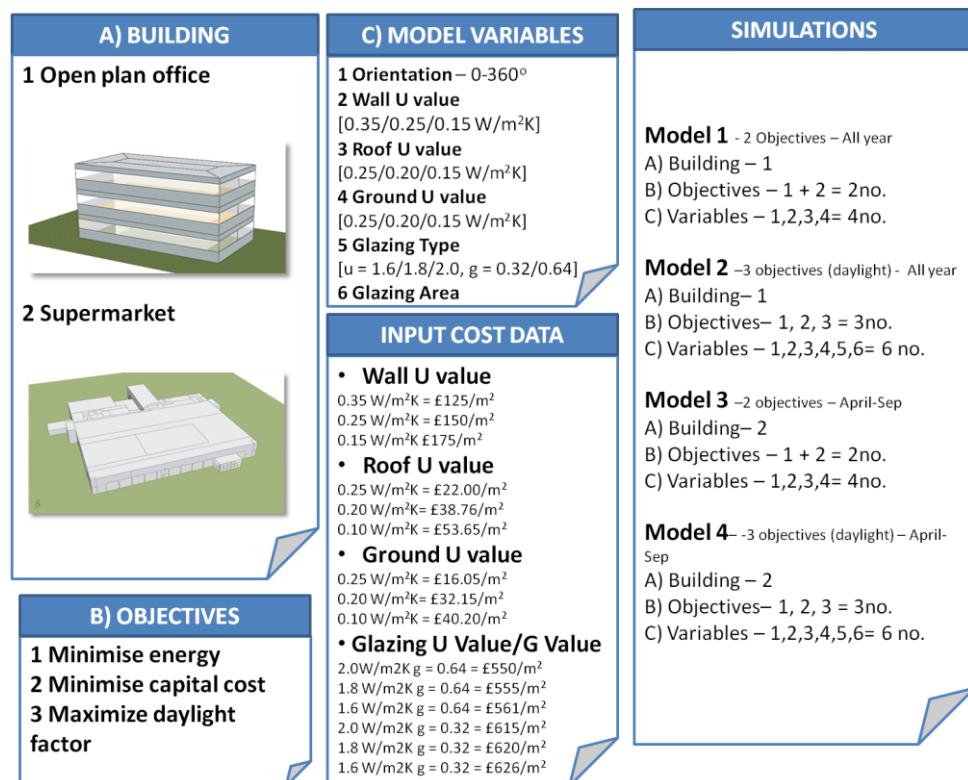 A) BUILDING
1 Open plan office
2 Supermarket
B) OBJECTIVES
1 Minimise energy
2 Minimise capital cost
3 Maximize daylight
factor
C) MODEL VARIABLES
1 Orientation – 0-360°
2 Wall U value
[0.35/0.25/0.15 W/m²K]
3 Roof U value
[0.25/0.20/0.15 W/m²K]
4 Ground U value
[0.25/0.20/0.15 W/m²K]
5 Glazing Type
[u = 1.6/1.8/2.0, g = 0.32/0.64]
6 Glazing Area
INPUT COST DATA
• Wall U value
0.35 W/m²K = £125/m²
0.25 W/m²K = £150/m²
0.15 W/m²K £175/m²
• Roof U value
0.25 W/m²K = £22.00/m²
0.20 W/m²K= £38.76/m²
0.10 W/m²K = £53.65/m²
• Ground U value
0.25 W/m²K = £16.05/m²
0.20 W/m²K= £32.15/m²
0.10 W/m²K = £40.20/m²
• Glazing U Value/G Value
2.0W/m2K g = 0.64 = £550/m²
1.8 W/m2K g = 0.64 = £555/m²
1.6 W/m2K g = 0.64 = £561/m²
2.0 W/m2K g = 0.32 = £615/m²
1.8 W/m2K g = 0.32 = £620/m²
1.6 W/m2K g = 0.32 = £626/m²
SIMULATIONS
Model 1 - 2 Objectives – All year
A) Building – 1
B) Objectives – 1 + 2 = 2no.
C) Variables – 1,2,3,4= 4no.
Model 2 –3 objectives (daylight) - All year
A) Building– 1
B) Objectives– 1, 2, 3 = 3no.
C) Variables – 1,2,3,4,5,6= 6 no.
Model 3 –2 objectives – April-Sep
A) Building– 2
B) Objectives – 1 + 2 = 2no.
C) Variables – 1,2,3,4= 4no.
Model 4– -3 objectives (daylight) – April-
Sep
A) Building – 2
B) Objectives– 1, 2, 3 = 3no.
C) Variables – 1,2,3,4,5,6= 6 no.